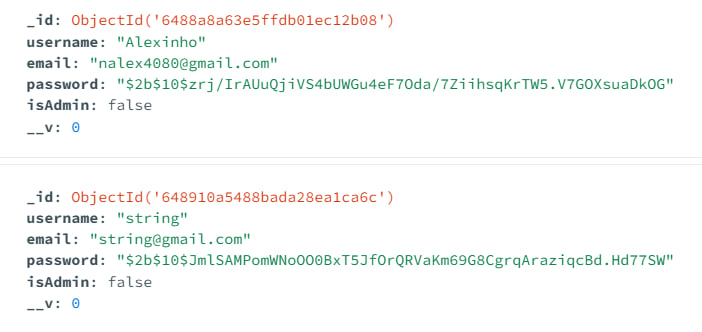 _id: ObjectId('6488a8a63e5ffdb01ec12b08')
username: "Alexinho"
email: "nalex4080@gmail.com"
password: "$2b$10$zrj/IrAUuQjiVS4bUWGu4eF7Oda/7ZiihsqKrTW5.V7GOXsuaDkOG"
isAdmin: false
__v: 0
_id: ObjectId('648910a5488bada28ea1ca6c')
username: "string"
email: "string@gmail.com"
password: "$2b$10$JmlSAMPomWNoOO0BxT5JfOrQRVaKm69G8CgrqAraziqcBd.Hd77SW"
isAdmin: false
__v: 0